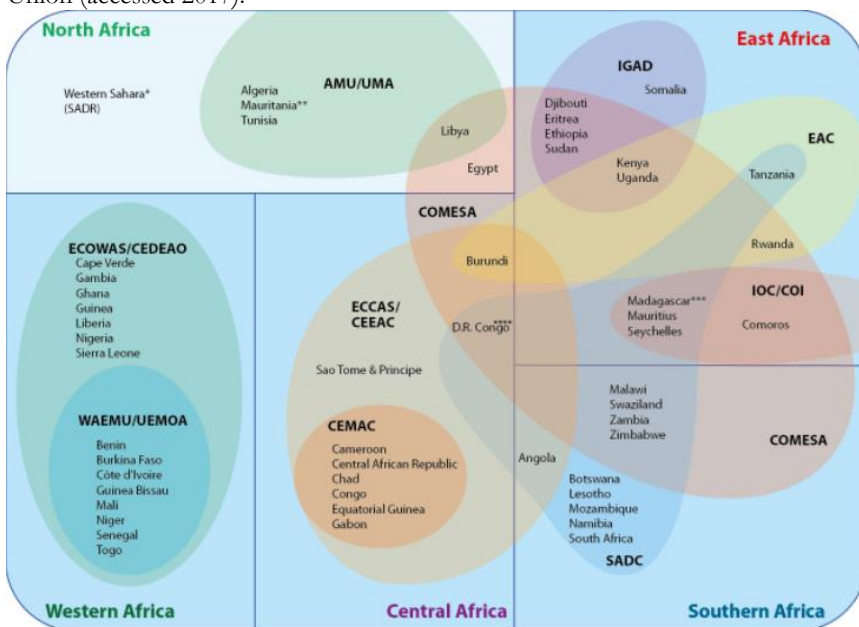 Union (accessed 2017).
North Africa
Western Sahara*
(SADR)
AMU/UMA
Algeria
Mauritania**
Tunisia
Libya
Egypt
East Africa
IGAD
Somalia
Djibouti
Eritrea
Ethiopia
Sudan
Kenya
Uganda
EAC
Tanzania
Rwanda
COMESA
Burundi
IOC/COI
Madagascar***
Mauritius
Seychelles
Comoros
ECOWAS/CEDEAO
Cape Verde
Gambia
Ghana
Guinea
Liberia
Nigeria
Sierra Leone
WAEMU/UEMOA
Benin
Burkina Faso
Côte d'Ivoire
Guinea Bissau
Mali
Niger
Senegal
Togo
Western Africa
ECCAS/
CEEAC
D.R. Congo****
Sao Tome & Principe
CEMAC
Cameroon
Central African Republic
Chad
Congo
Equatorial Guinea
Gabon
Angola
Central Africa
Malawi
Swaziland
Zambia
Zimbabwe
COMESA
Botswana
Lesotho
Mozambique
Namibia
South Africa
SADC
Southern Africa